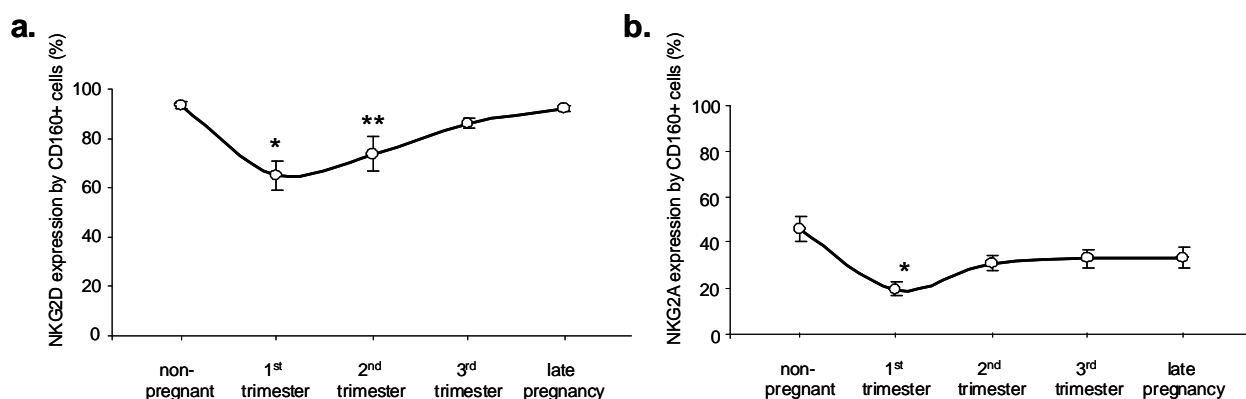 a.
NKG2D expression by CD160+ cells (%)
100
80
60
40
20
0
*
**
non-
pregnant
1st
trimester
2nd
trimester
3rd
trimester
late
pregnancy
b.
NKG2A expression by CD160+ cells (%)
100
80
60
40
20
0
*
non-
pregnant
1st
trimester
2nd
trimester
3rd
trimester
late
pregnancy